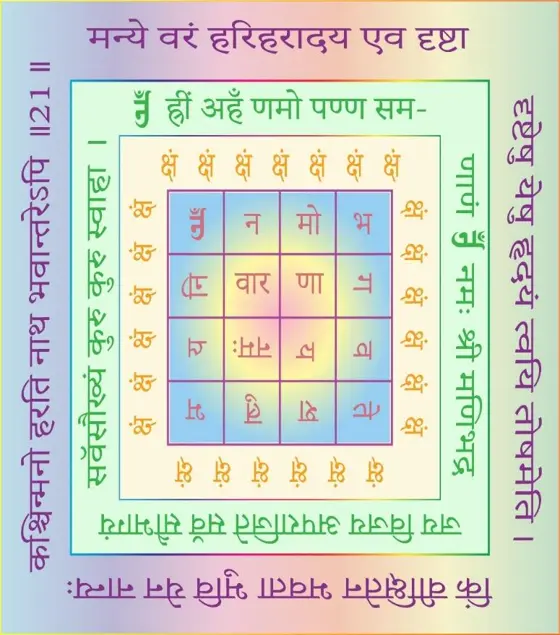 मन्ये वरं हरिहरादय एव दृष्टा
दृष्टेषु येषु हृदयं त्वयि तोषमेति ।
किं वीक्षितेन भवता भुवि येन नान्यः
कश्चिन्मनो हरति नाथ भवान्तरेऽपि ॥21॥
ॐ ह्रीं अर्हं णमो पण्ण सम-
णाणं ॐ नमः श्री मणिभद्र
जय विजय अपराजिते सर्व सौभाग्यं
सर्वसौख्यं कुरु कुरु स्वाहा ।
क्षं क्षं क्षं क्षं क्षं क्षं क्षं
क्षं क्षं क्षं क्षं क्षं क्षं
क्षं क्षं क्षं क्षं क्षं क्षं
क्षं क्षं क्षं क्षं क्षं क्षं
ॐ न मो भ
नि वार णा ग
य नमः य व
भ त्रु श ते